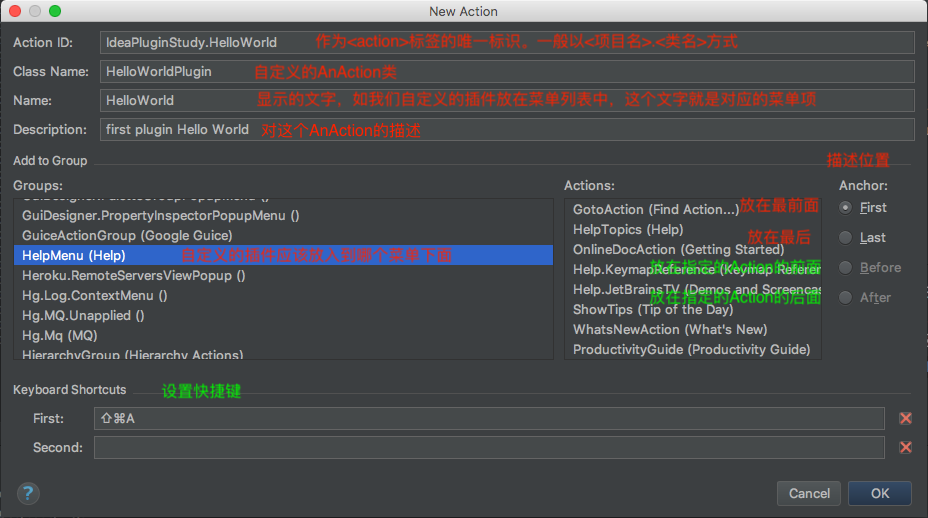 New Action
Action ID: IdeaPluginStudy.HelloWorld 作为<action>标签的唯一标识。一般以<项目名>.<类名>方式
Class Name: HelloWorldPlugin 自定义的AnAction类
Name: HelloWorld 显示的文字，如我们自定义的插件放在菜单列表中，这个文字就是对应的菜单项
Description: first plugin Hello World 对这个AnAction的描述
Add to Group 描述位置
Groups: Actions: Anchor:
GuiDesigner.PropertyInspectorPopupMenu ()
GuiceActionGroup (Google Guice)
HelpMenu (Help) 自定义的插件应该放入到哪个菜单下面
Heroku.RemoteServersViewPopup ()
Hg.Log.ContextMenu ()
Hg.MQ.Unapplied ()
Hg.Mq (MQ)
HierarchyGroup (Hierarchy Actions)
GotoAction (Find Action...) 放在最前面
HelpTopics (Help) 放在最后
OnlineDocAction (Getting Started)
Help.KeymapReference (Keymap Referen 放在指定的Action的前面
Help.JetBrainsTV (Demos and Screencas 放在指定的Action的后面
ShowTips (Tip of the Day)
WhatsNewAction (What's New)
ProductivityGuide (Productivity Guide)
First
Last
Before
After
Keyboard Shortcuts 设置快捷键
First: ⇧⌘A
Second:
? Cancel OK